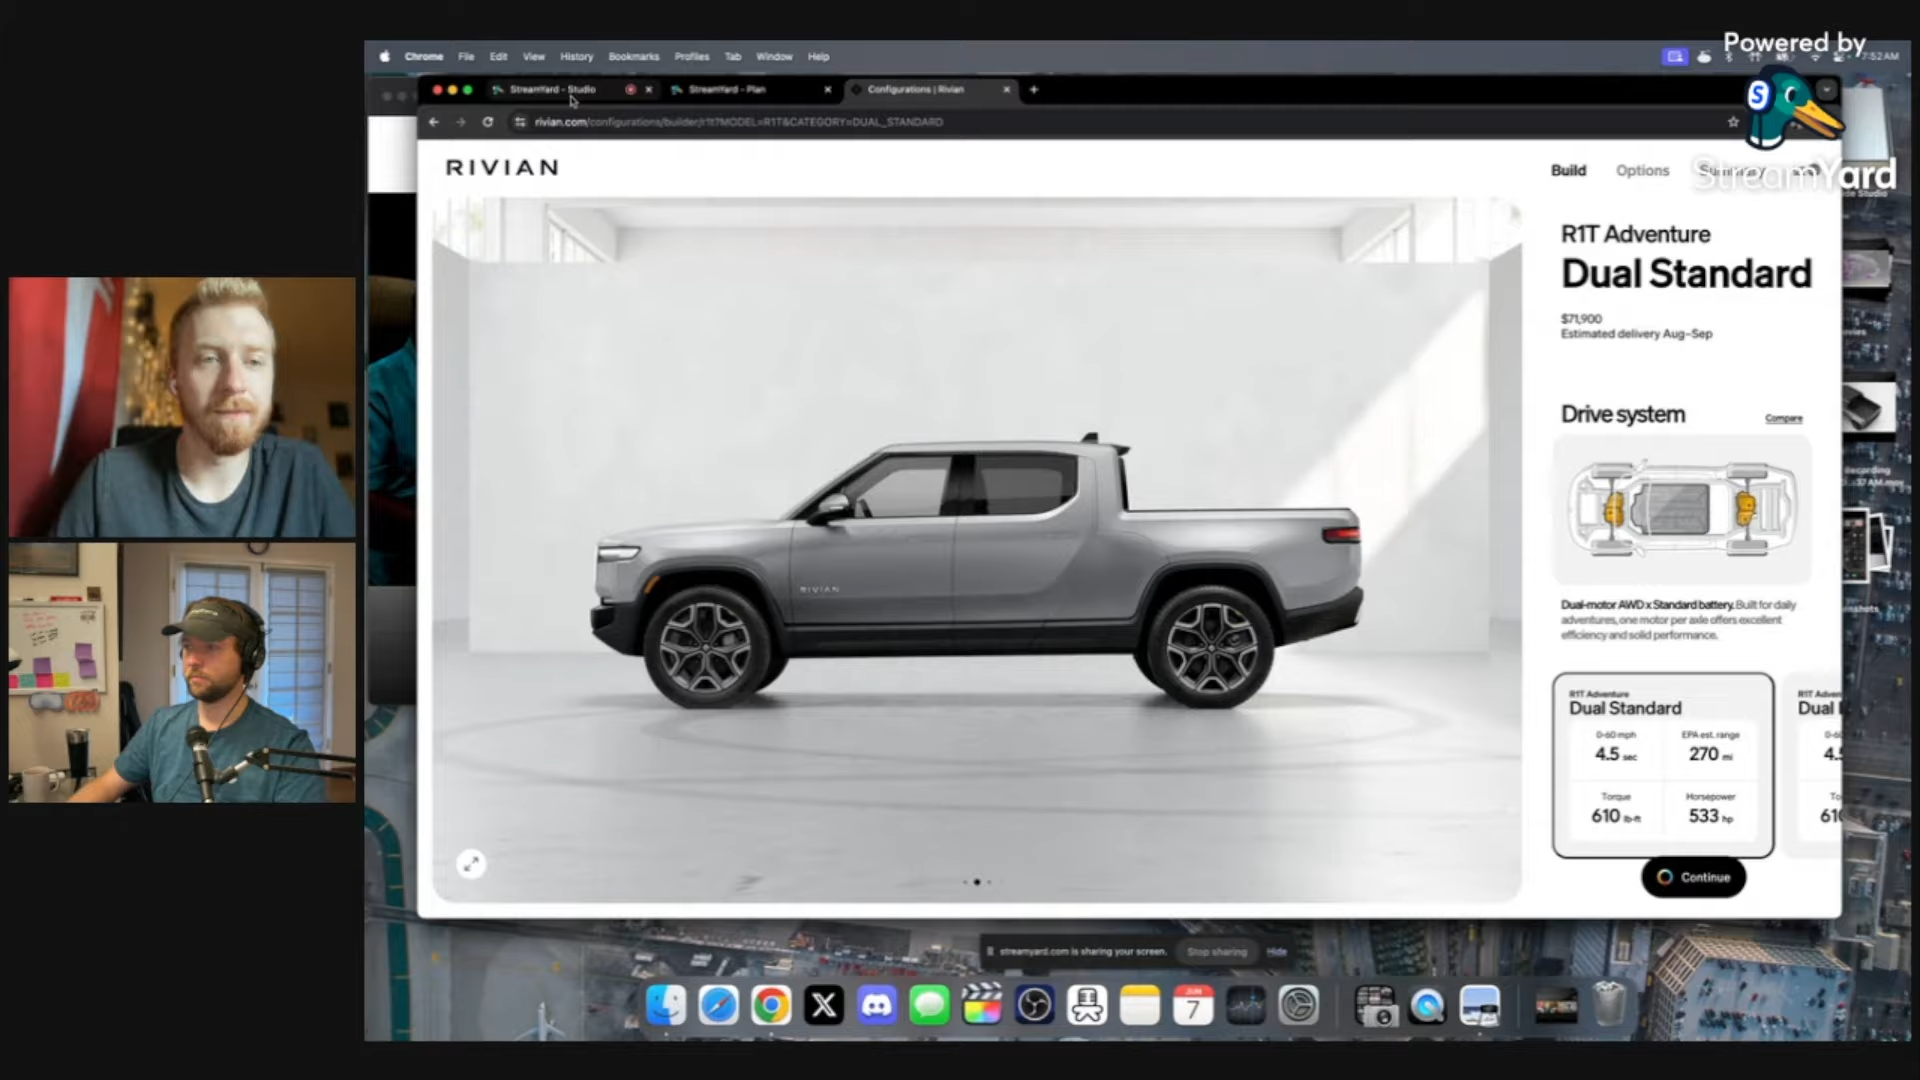 Powered by
StreamYard
Chrome File Edit View History Bookmarks Profiles Tab Window Help
7:52AM
StreamYard - Studio
StreamYard - Plan
Configurations | Rivian
rivian.com/configurations/builder/r1t?MODEL=R1T&CATEGORY=DUAL_STANDARD
RIVIAN
Build Options Summary
R1T Adventure
Dual Standard
$71,900
Estimated delivery Aug–Sep
Drive system
Compare
Dual-motor AWD x Standard battery. Built for daily
adventures, one motor per axle offers excellent
efficiency and solid performance.
R1T Adventure
Dual Standard
0-60 mph EPA est. range
4.5 sec 270 mi
Torque Horsepower
610 lb-ft 533 hp
Continue
RIVIAN
streamyard.com is sharing your screen. Stop sharing Hide
JUN
7